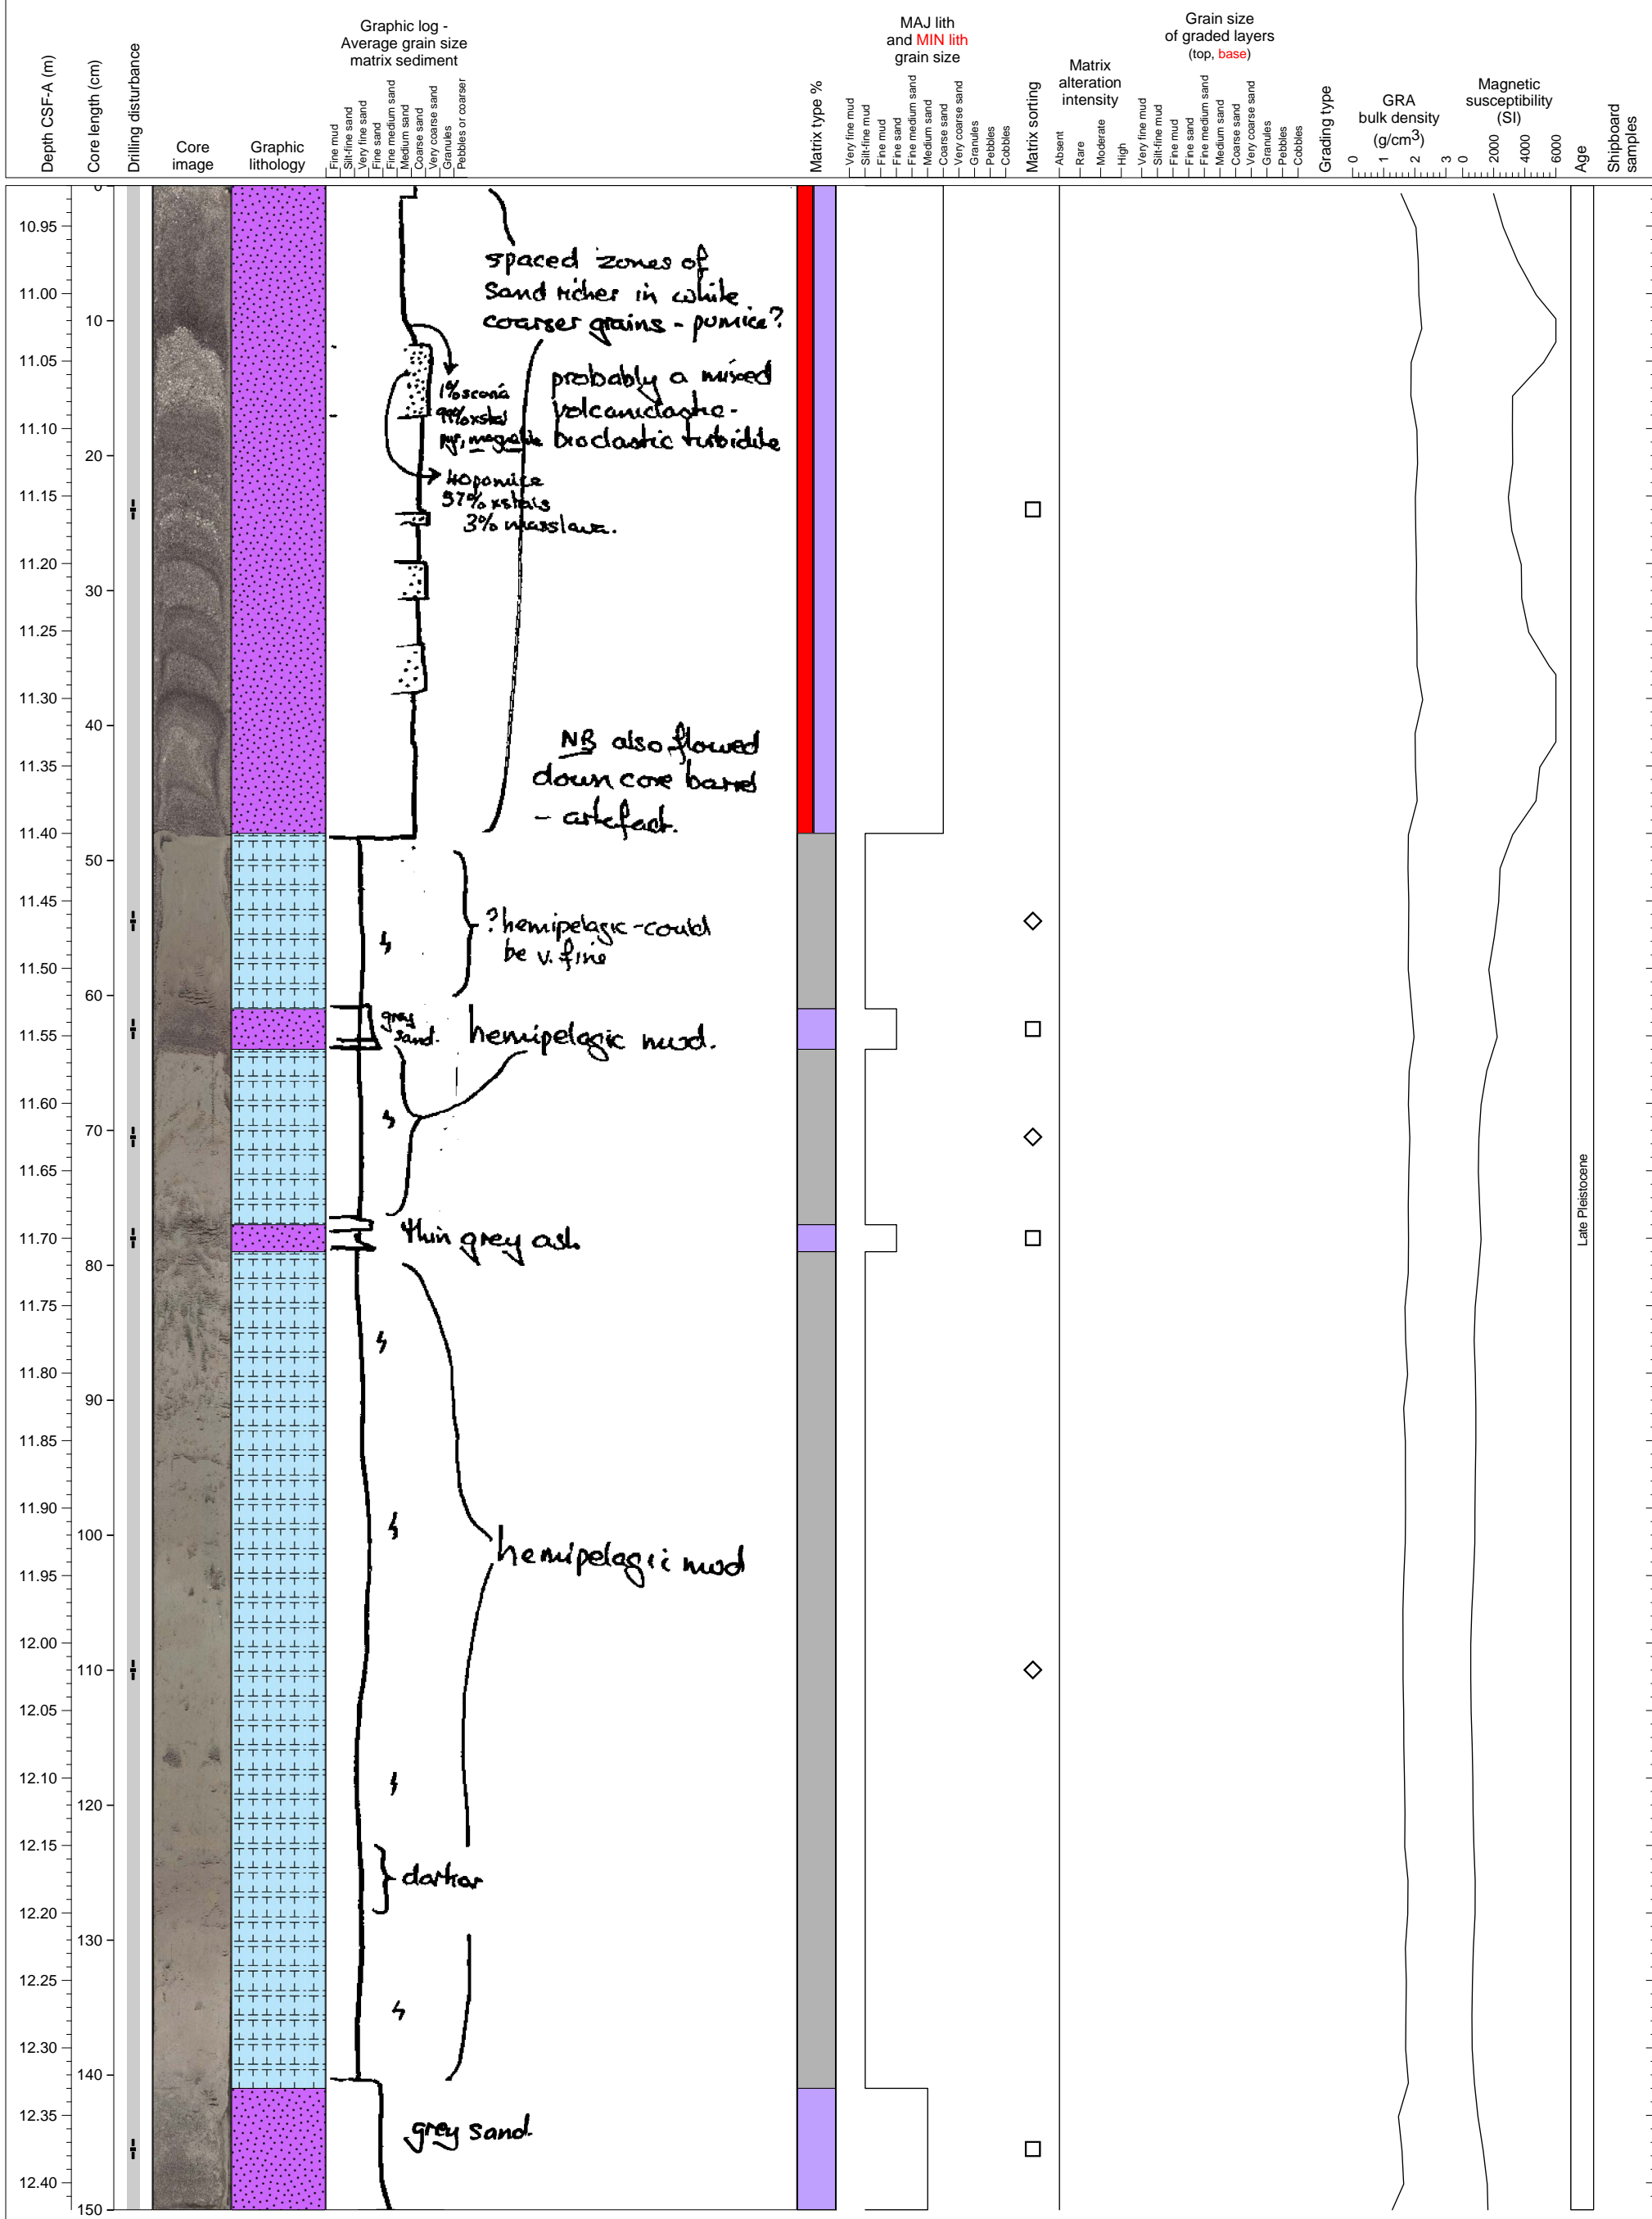 Depth CSF-A (m)
Core length (cm)
Drilling disturbance
Core
image
Graphic
lithology
Graphic log -
Average grain size
matrix sediment
Fine mud
Silt-fine sand
Very fine sand
Fine sand
Fine medium sand
Medium sand
Coarse sand
Very coarse sand
Granules
Pebbles or coarser
Matrix type %
MAJ lith
and MIN lith
grain size
Very fine mud
Silt-fine mud
Fine mud
Fine sand
Fine medium sand
Medium sand
Coarse sand
Very coarse sand
Granules
Pebbles
Cobbles
Matrix sorting
Matrix
alteration
intensity
Absent
Rare
Moderate
High
Grain size
of graded layers
(top, base)
Very fine mud
Silt-fine mud
Fine mud
Fine sand
Fine medium sand
Medium sand
Coarse sand
Very coarse sand
Granules
Pebbles
Cobbles
Grading type
GRA
bulk density
(g/cm3)
0 1 2 3
Magnetic
susceptibility
(SI)
0 2000 4000 6000
Age
Shipboard
samples
0
10.95
11.00
10
11.05
11.10
20
11.15
11.20
30
11.25
11.30
40
11.35
11.40
50
11.45
11.50
60
11.55
11.60
70
11.65
11.70
80
11.75
11.80
90
11.85
11.90
100
11.95
12.00
110
12.05
12.10
120
12.15
12.20
130
12.25
12.30
140
12.35
12.40
150
spaced zones of
sand richer in white
coarser grains - pumice?
1% scoria
99% xstal
pyr, magnetite
probably a mixed
volcaniclastic-
bioclastic turbidite
40 pumice
57% xstals
3% mass lava.
NB also flowed
down core barrel
- artefact.
? hemipelagic - could
be v. fine
grey
sand.
hemipelagic mud.
thin grey ash
hemipelagic mud
darker
grey sand.
Late Pleistocene